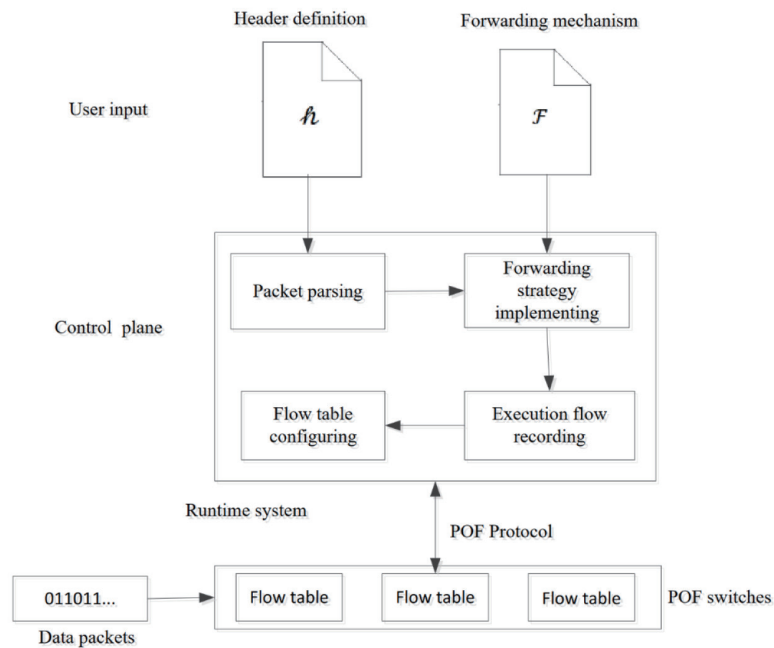 Header definition
Forwarding mechanism
User input
𝒽
ℱ
Packet parsing
Forwarding
strategy
implementing
Control plane
Flow table
configuring
Execution flow
recording
Runtime system
POF Protocol
011011...
Flow table
Flow table
Flow table
POF switches
Data packets